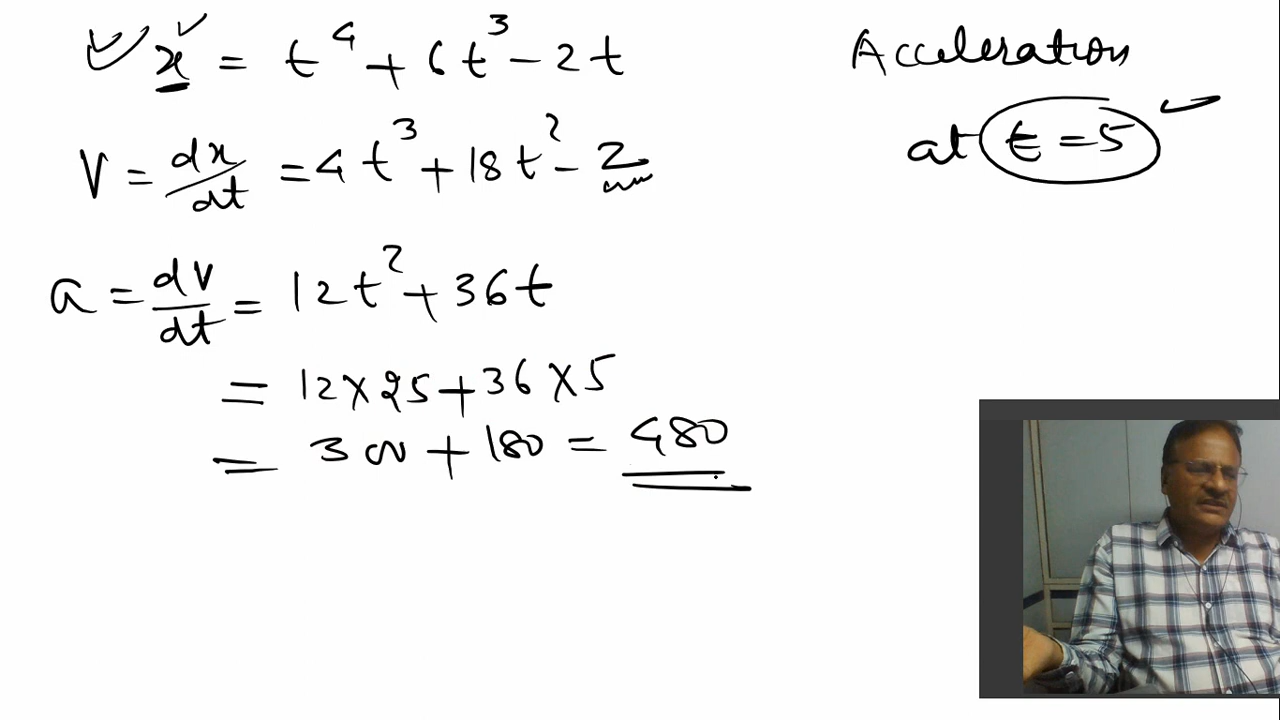 x = t⁴ + 6t³ – 2t
Acceleration
at t = 5
V = dx/dt = 4t³ + 18t² – 2
a = dV/dt = 12t² + 36t
= 12 × 25 + 36 × 5
= 300 + 180 = 480